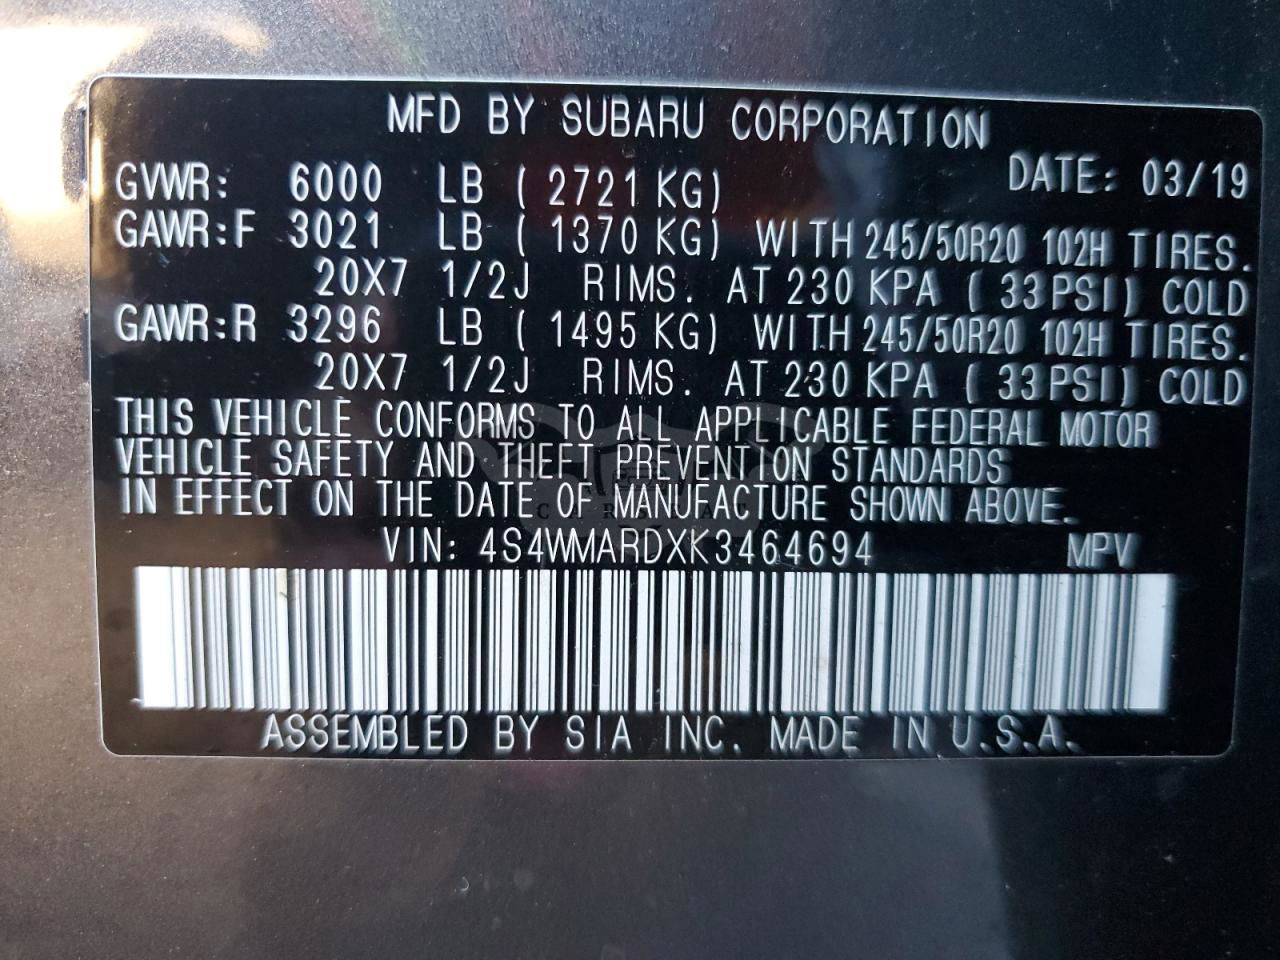 MFD BY SUBARU CORPORATION
DATE: 03/19
GVWR: 6000 LB ( 2721 KG)
GAWR:F 3021 LB ( 1370 KG) WITH 245/50R20 102H TIRES.
20X7 1/2J RIMS. AT 230 KPA ( 33PSI) COLD
GAWR:R 3296 LB ( 1495 KG) WITH 245/50R20 102H TIRES.
20X7 1/2J RIMS. AT 230 KPA ( 33PSI) COLD
THIS VEHICLE CONFORMS TO ALL APPLICABLE FEDERAL MOTOR
VEHICLE SAFETY AND THEFT PREVENTION STANDARDS
IN EFFECT ON THE DATE OF MANUFACTURE SHOWN ABOVE.
VIN: 4S4WMARDXK3464694 MPV
ASSEMBLED BY SIA INC. MADE IN U.S.A.